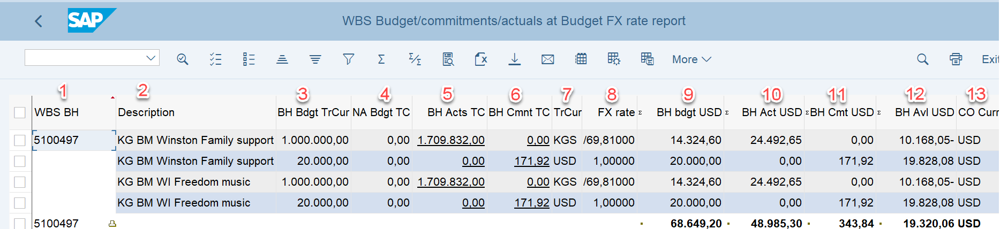 SAP
WBS Budget/commitments/actuals at Budget FX rate report
More
Exit
1 2 3 4 5 6 7 8 9 10 11 12 13
WBS BH Description BH Bdgt TrCur NA Bdgt TC BH Acts TC BH Cmnt TC TrCur FX rate Σ BH bdgt USD Σ BH Act USD Σ BH Cmt USD Σ BH Avl USD CO Curr
5100497 KG BM Winston Family support 1.000.000,00 0,00 1.709.832,00 0,00 KGS /69,81000 14.324,60 24.492,65 0,00 10.168,05- USD
KG BM Winston Family support 20.000,00 0,00 0,00 171,92 USD 1,00000 20.000,00 0,00 171,92 19.828,08 USD
KG BM WI Freedom music 1.000.000,00 0,00 1.709.832,00 0,00 KGS /69,81000 14.324,60 24.492,65 0,00 10.168,05- USD
KG BM WI Freedom music 20.000,00 0,00 0,00 171,92 USD 1,00000 20.000,00 0,00 171,92 19.828,08 USD
5100497 68.649,20 48.985,30 343,84 19.320,06 USD